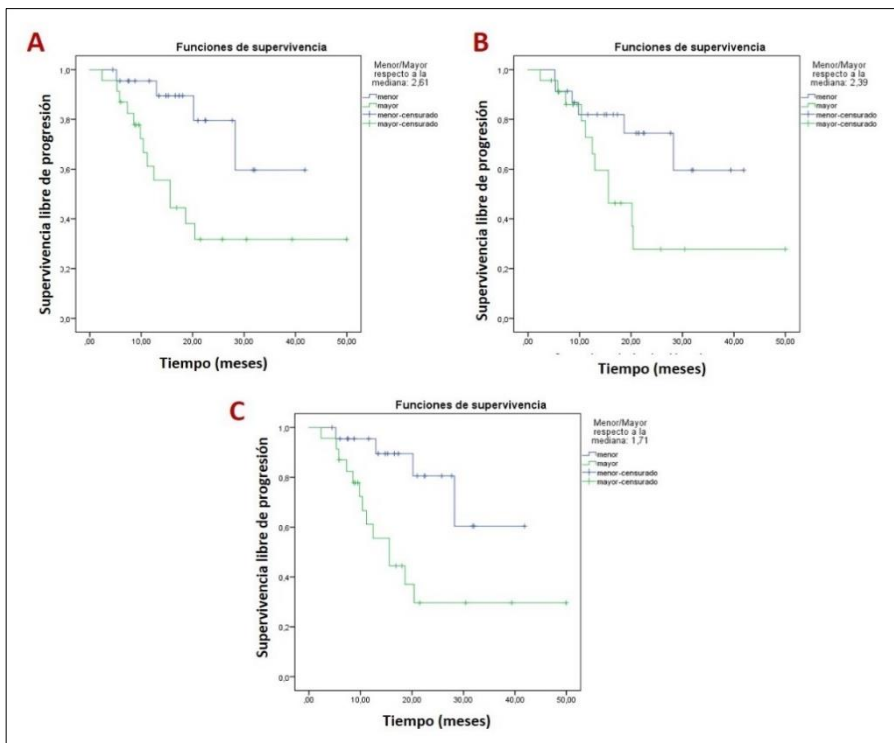 A
Funciones de supervivencia
Menor/Mayor
respecto a la
mediana: 2,61
menor
mayor
menor-censurado
mayor-censurado
Supervivencia libre de progresión
1,0
0,8
0,6
0,4
0,2
0,0
,00 10,00 20,00 30,00 40,00 50,00
Tiempo (meses)
B
Funciones de supervivencia
Menor/Mayor
respecto a la
mediana: 2,39
menor
mayor
menor-censurado
mayor-censurado
Supervivencia libre de progresión
1,0
0,8
0,6
0,4
0,2
0,0
,00 10,00 20,00 30,00 40,00 50,00
Tiempo (meses)
C
Funciones de supervivencia
Menor/Mayor
respecto a la
mediana: 1,71
menor
mayor
menor-censurado
mayor-censurado
Supervivencia libre de progresión
1,0
0,8
0,6
0,4
0,2
0,0
,00 10,00 20,00 30,00 40,00 50,00
Tiempo (meses)